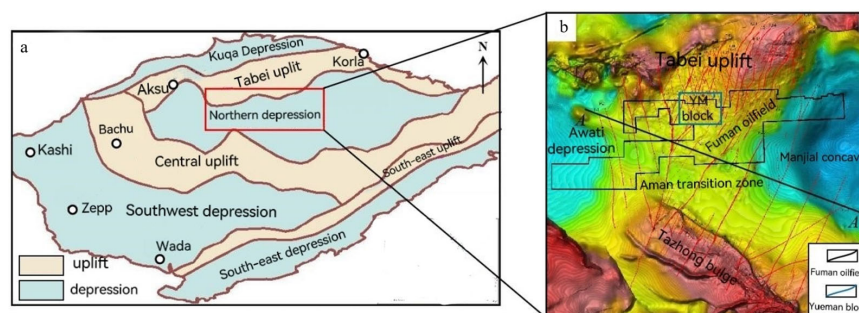 a
Kuqa Depression
Tabei uplit
Korla
N
Aksu
Northern depression
Bachu
Kashi
Central uplift
South-east uplift
Zepp
Southwest depression
Wada
South-east depression
uplift
depression
b
Tabei uplift
YM
block
A
Awati
depression
Fuman oilfield
Manjial concav
Aman transition zone
A
Tazhong bulge
Fuman oilfie
Yueman blo